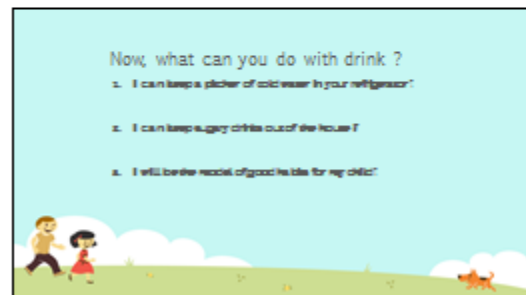 Now, what can you do with drink ?
1. I can keep a pitcher of cold water in your refrigerator!
2. I can keep sugary drinks out of the house!
3. I will be the model of good habits for my child!